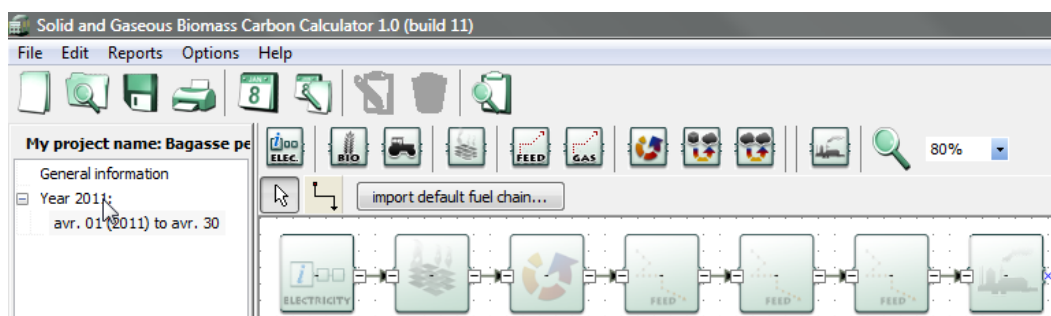 Solid and Gaseous Biomass Carbon Calculator 1.0 (build 11)
File Edit Reports Options Help
JAN
8
My project name: Bagasse pe
ELEC. BIO FEED GAS 80%
General information
Year 2011:
import default fuel chain...
avr. 01 (2011) to avr. 30
ELECTRICITY FEED FEED FEED